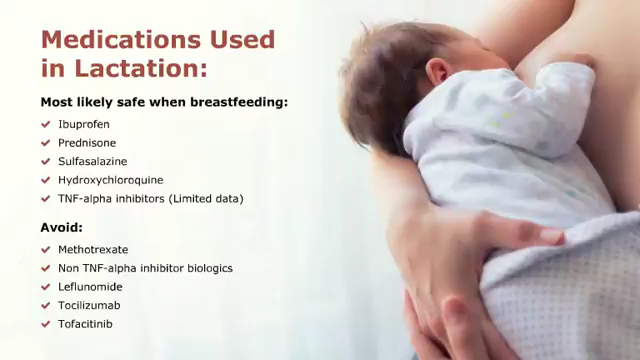 Medications Used
in Lactation:
Most likely safe when breastfeeding:
Ibuprofen
Prednisone
Sulfasalazine
Hydroxychloroquine
TNF-alpha inhibitors (Limited data)
Avoid:
Methotrexate
Non TNF-alpha inhibitor biologics
Leflunomide
Tocilizumab
Tofacitinib